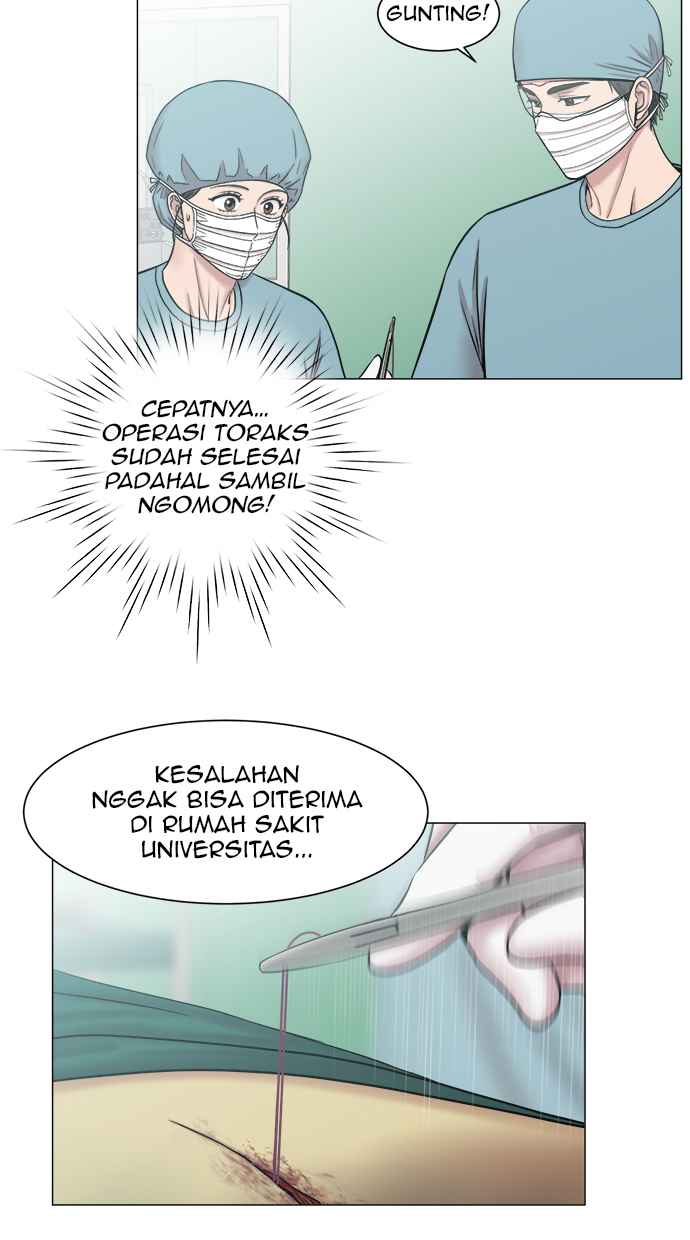 GUNTING!
CEPATNYA...
OPERASI TORAKS
SUDAH SELESAI
PADAHAL SAMBIL
NGOMONG!
KESALAHAN
NGGAK BISA DITERIMA
DI RUMAH SAKIT
UNIVERSITAS...